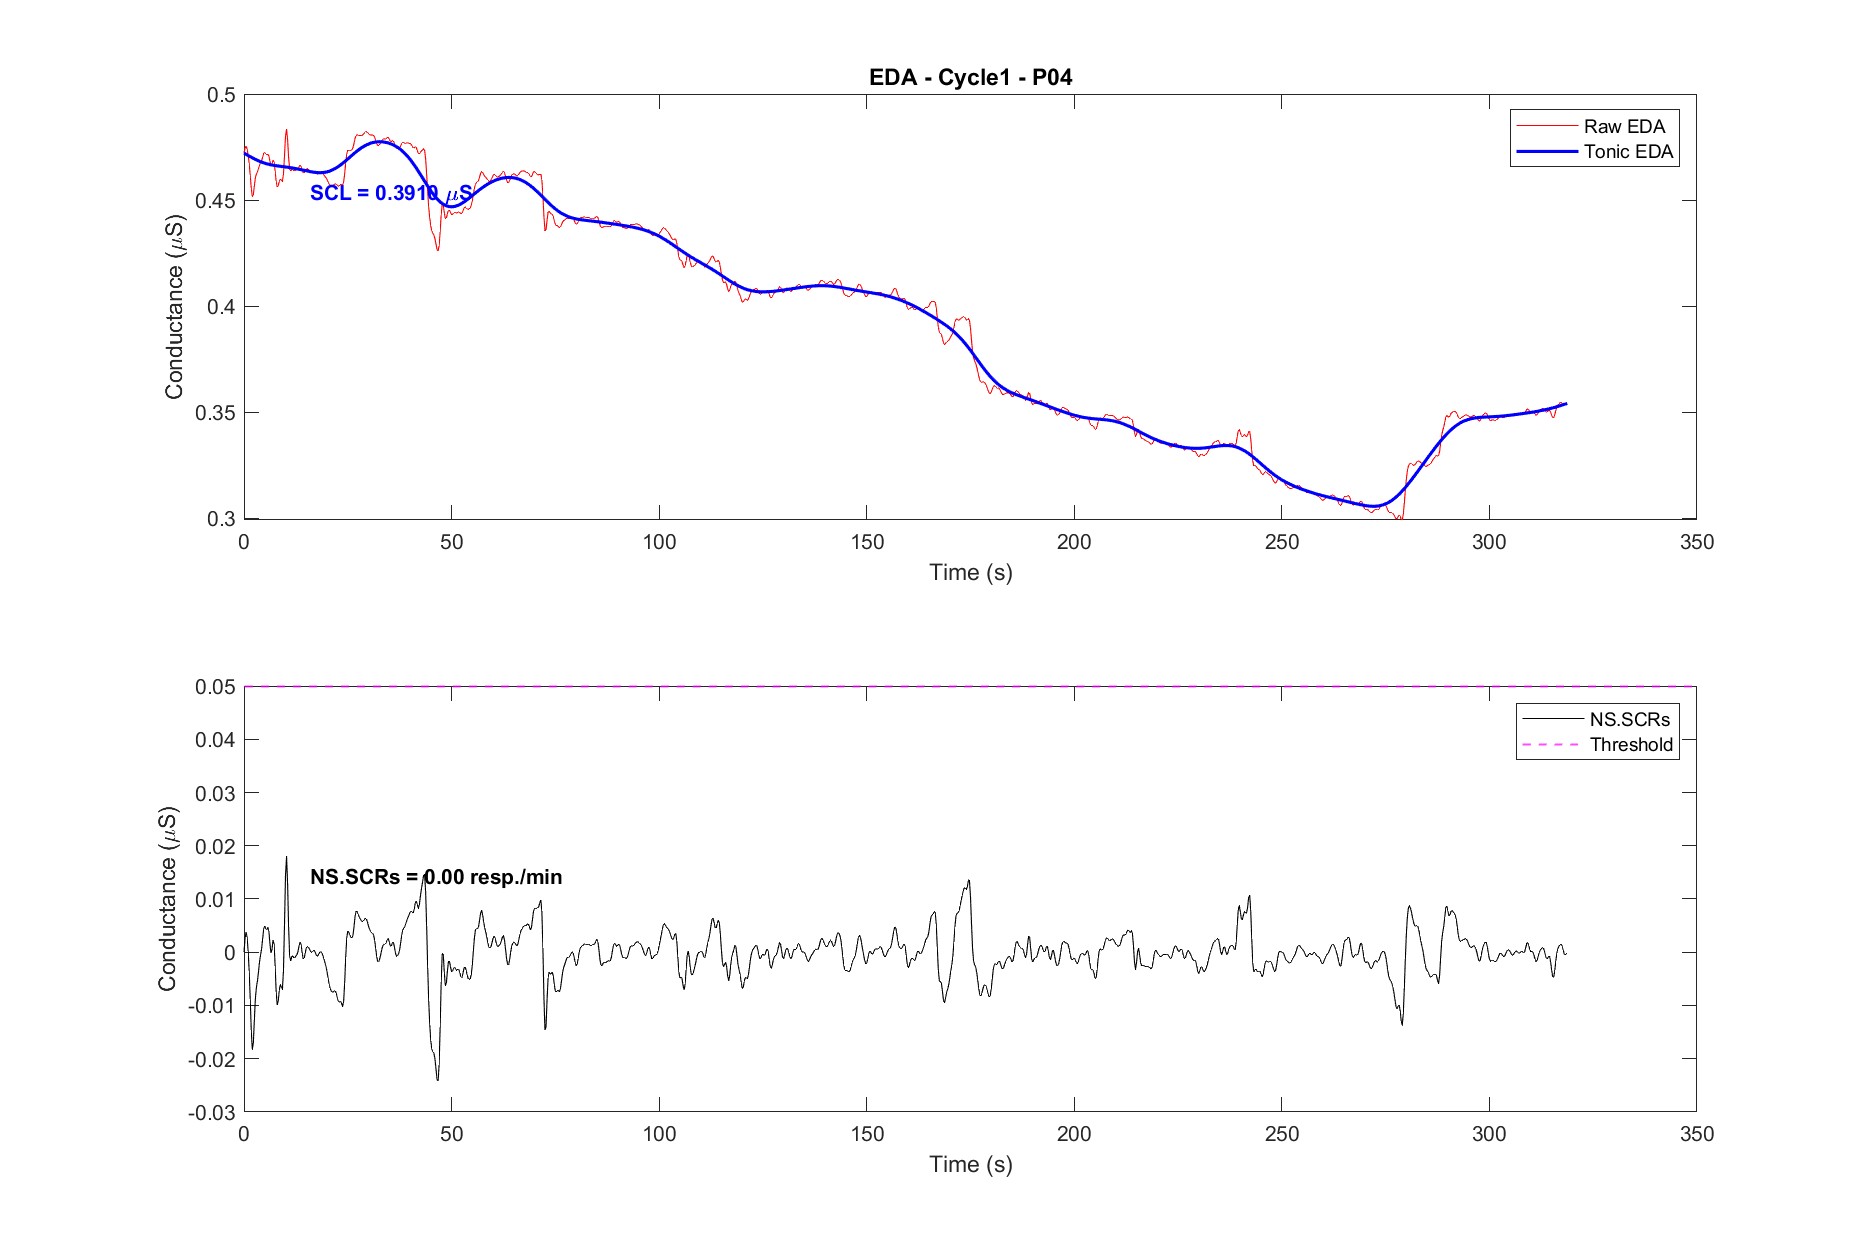 EDA - Cycle1 - P04
0.5
0.45
0.4
0.35
0.3
Conductance (μS)
Raw EDA
Tonic EDA
SCL = 0.3910 μS
0 50 100 150 200 250 300 350
Time (s)
0.05
0.04
0.03
0.02
0.01
0
-0.01
-0.02
-0.03
Conductance (μS)
NS.SCRs
Threshold
NS.SCRs = 0.00 resp./min
0 50 100 150 200 250 300 350
Time (s)